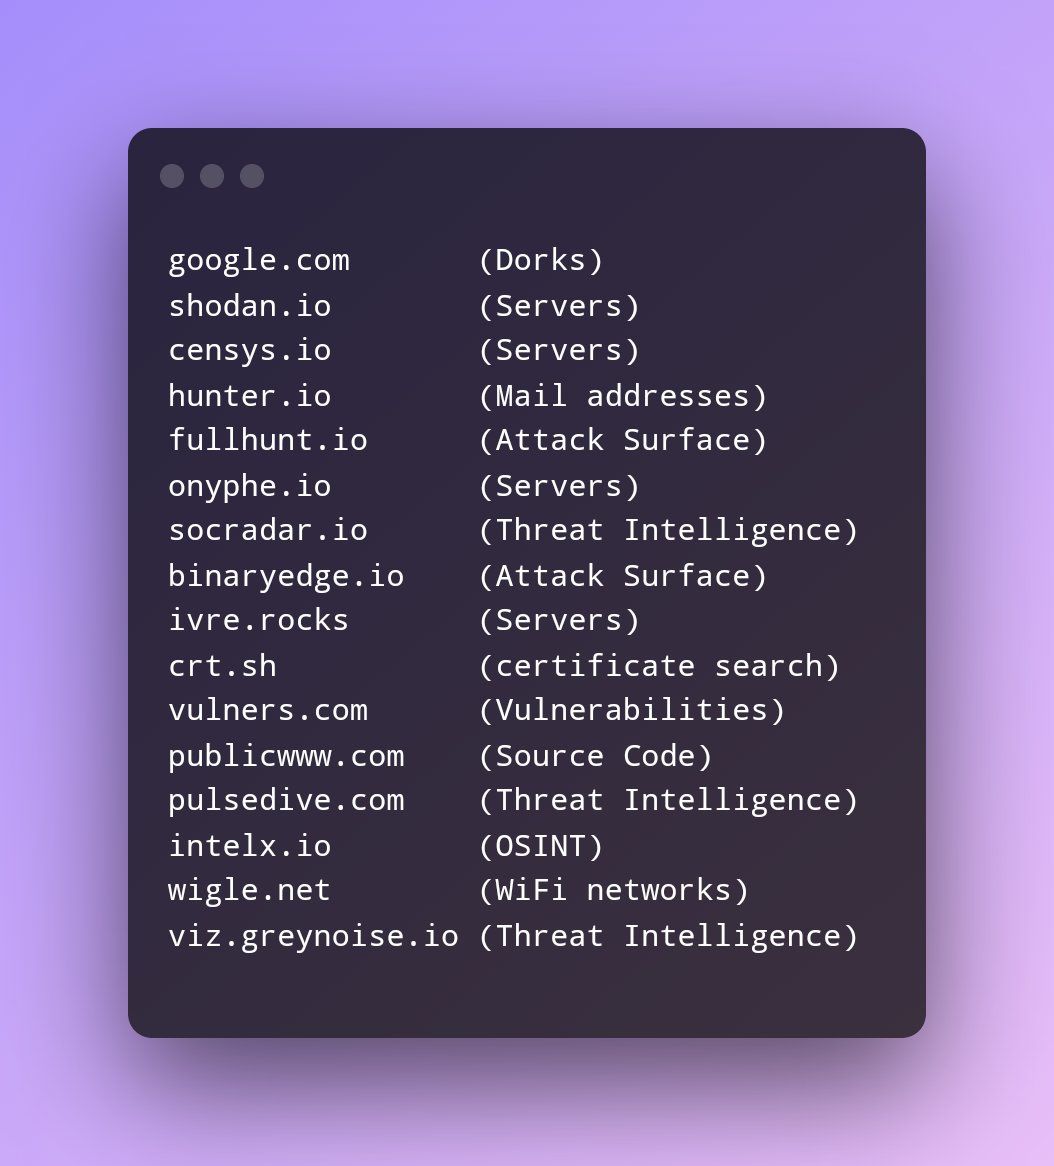 google.com (Dorks)
shodan.io (Servers)
censys.io (Servers)
hunter.io (Mail addresses)
fullhunt.io (Attack Surface)
onyphe.io (Servers)
socradar.io (Threat Intelligence)
binaryedge.io (Attack Surface)
ivre.rocks (Servers)
crt.sh (certificate search)
vulners.com (Vulnerabilities)
publicwww.com (Source Code)
pulsedive.com (Threat Intelligence)
intelx.io (OSINT)
wigle.net (WiFi networks)
viz.greynoise.io (Threat Intelligence)